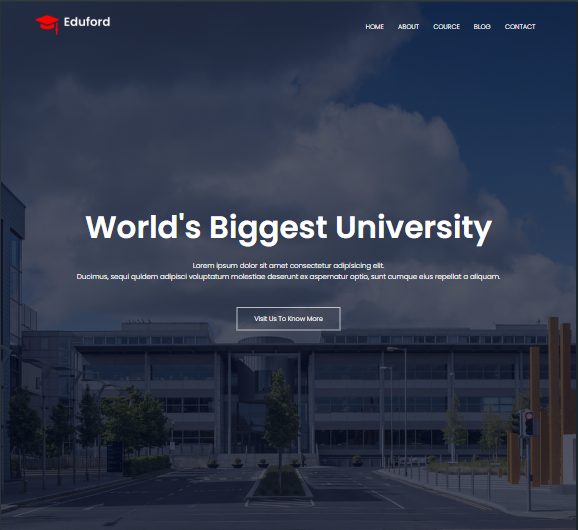 Eduford
HOME ABOUT COURCE BLOG CONTACT
World's Biggest University
Lorem ipsum dolor sit amet consectetur adipisicing elit.
Ducimus, sequi quidem adipisci voluptatum molestiae deserunt ex aspernatur optio, sunt cumque eius repellat a aliquam.
Visit Us To Know More